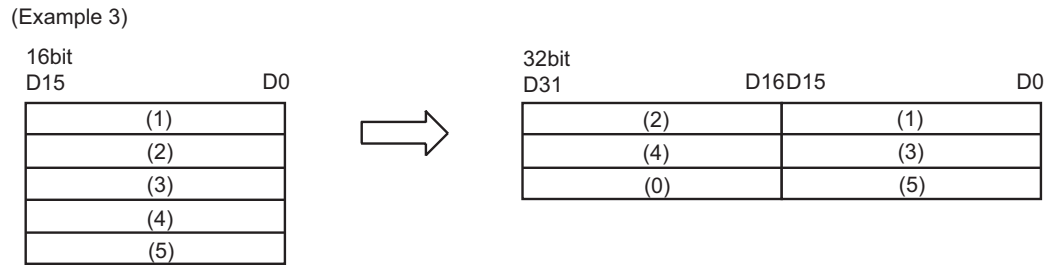 (Example 3)
16bit
D15 D0
(1)
(2)
(3)
(4)
(5)
32bit
D31 D16D15 D0
(2) (1)
(4) (3)
(0) (5)